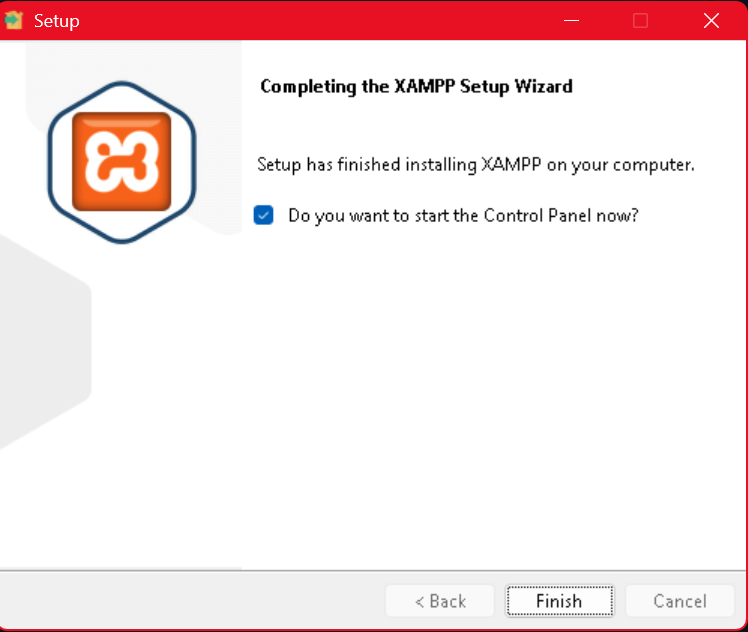 Setup
Completing the XAMPP Setup Wizard
Setup has finished installing XAMPP on your computer.
Do you want to start the Control Panel now?
< Back
Finish
Cancel